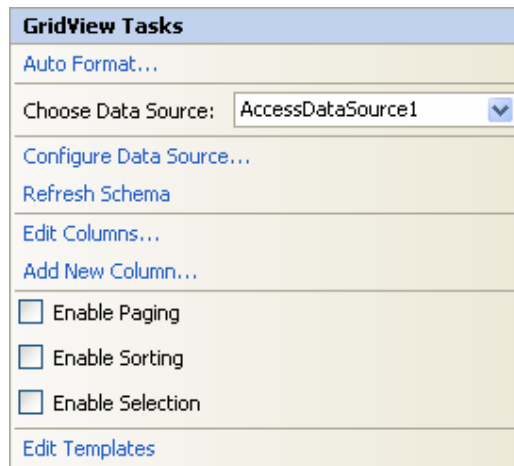 GridView Tasks
Auto Format...
Choose Data Source: AccessDataSource1
Configure Data Source...
Refresh Schema
Edit Columns...
Add New Column...
Enable Paging
Enable Sorting
Enable Selection
Edit Templates